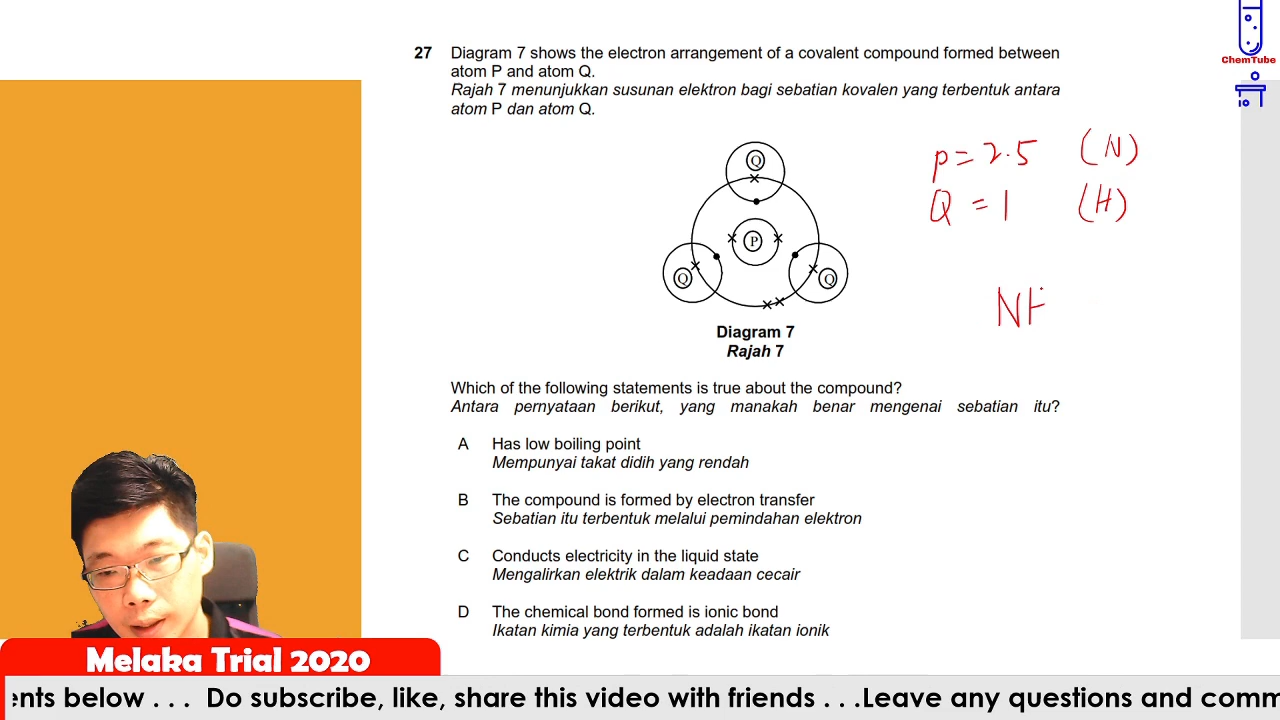 ChemTube
27 Diagram 7 shows the electron arrangement of a covalent compound formed between
atom P and atom Q.
Rajah 7 menunjukkan susunan elektron bagi sebatian kovalen yang terbentuk antara
atom P dan atom Q.
Q
P
Q
Q
Diagram 7
Rajah 7
P = 2.5 (N)
Q = 1 (H)
NH
Which of the following statements is true about the compound?
Antara pernyataan berikut, yang manakah benar mengenai sebatian itu?
A Has low boiling point
Mempunyai takat didih yang rendah
B The compound is formed by electron transfer
Sebatian itu terbentuk melalui pemindahan elektron
C Conducts electricity in the liquid state
Mengalirkan elektrik dalam keadaan cecair
D The chemical bond formed is ionic bond
Ikatan kimia yang terbentuk adalah ikatan ionik
Melaka Trial 2020
ents below . . . Do subscribe, like, share this video with friends . . .Leave any questions and comm